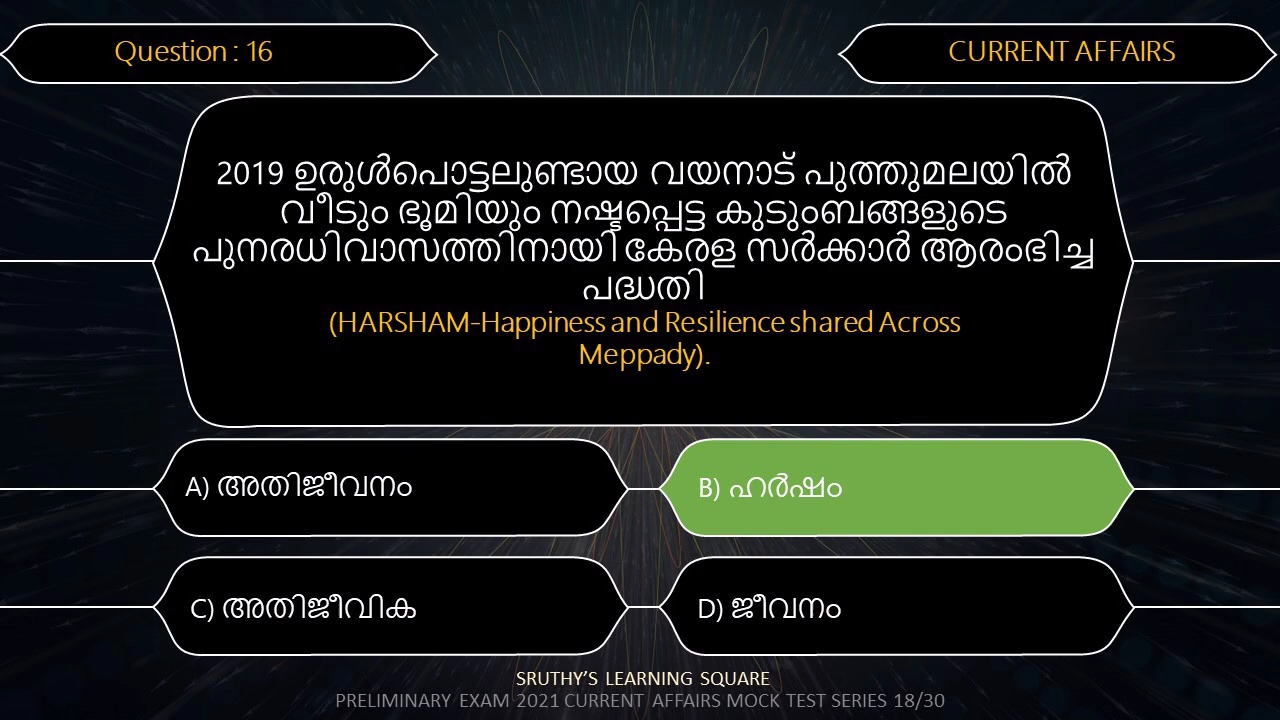 Question : 16
CURRENT AFFAIRS
2019 ഉരുൾപൊട്ടലുണ്ടായ വയനാട് പുത്തുമലയിൽ
വീടും ഭൂമിയും നഷ്ടപ്പെട്ട കുടുംബങ്ങളുടെ
പുനരധിവാസത്തിനായി കേരള സർക്കാർ ആരംഭിച്ച
പദ്ധതി
(HARSHAM-Happiness and Resilience shared Across
Meppady).
A) അതിജീവനം
B) ഹർഷം
C) അതിജീവിക
D) ജീവനം
SRUTHY'S LEARNING SQUARE
PRELIMINARY EXAM 2021 CURRENT AFFAIRS MOCK TEST SERIES 18/30